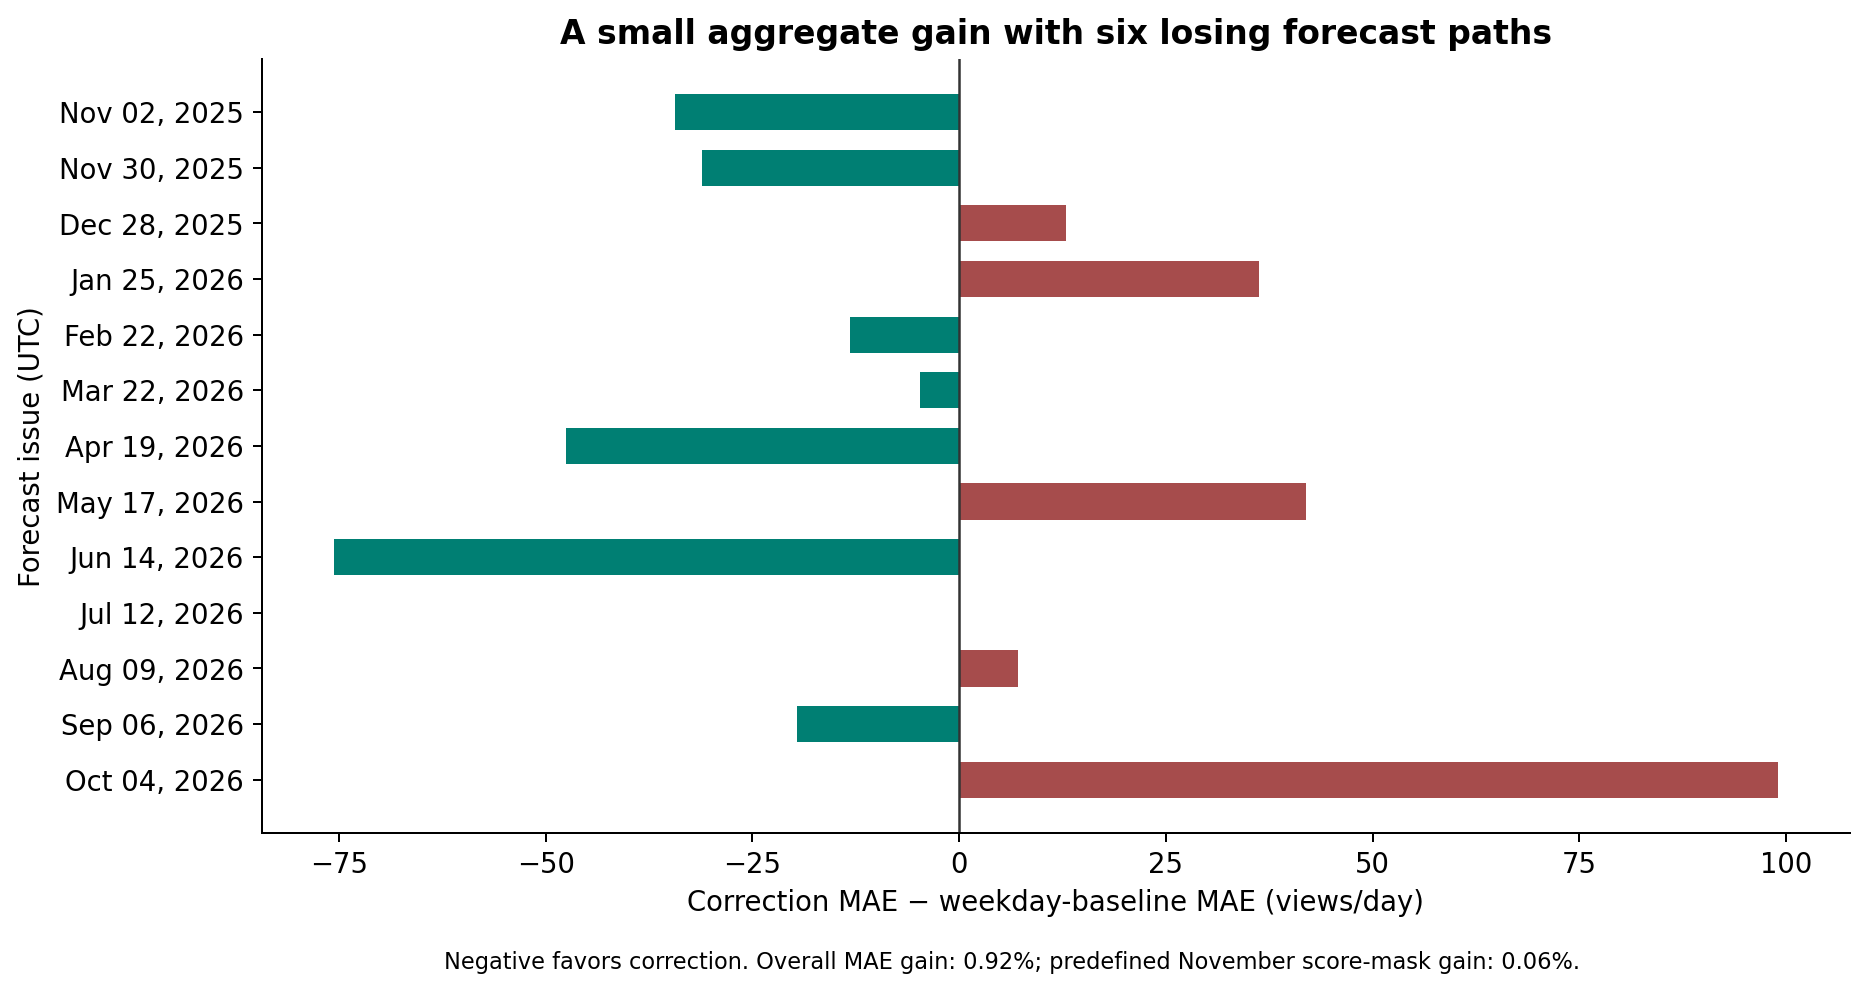 A small aggregate gain with six losing forecast paths
Forecast issue (UTC)
Nov 02, 2025
Nov 30, 2025
Dec 28, 2025
Jan 25, 2026
Feb 22, 2026
Mar 22, 2026
Apr 19, 2026
May 17, 2026
Jun 14, 2026
Jul 12, 2026
Aug 09, 2026
Sep 06, 2026
Oct 04, 2026
−75 −50 −25 0 25 50 75 100
Correction MAE − weekday-baseline MAE (views/day)
Negative favors correction. Overall MAE gain: 0.92%; predefined November score-mask gain: 0.06%.